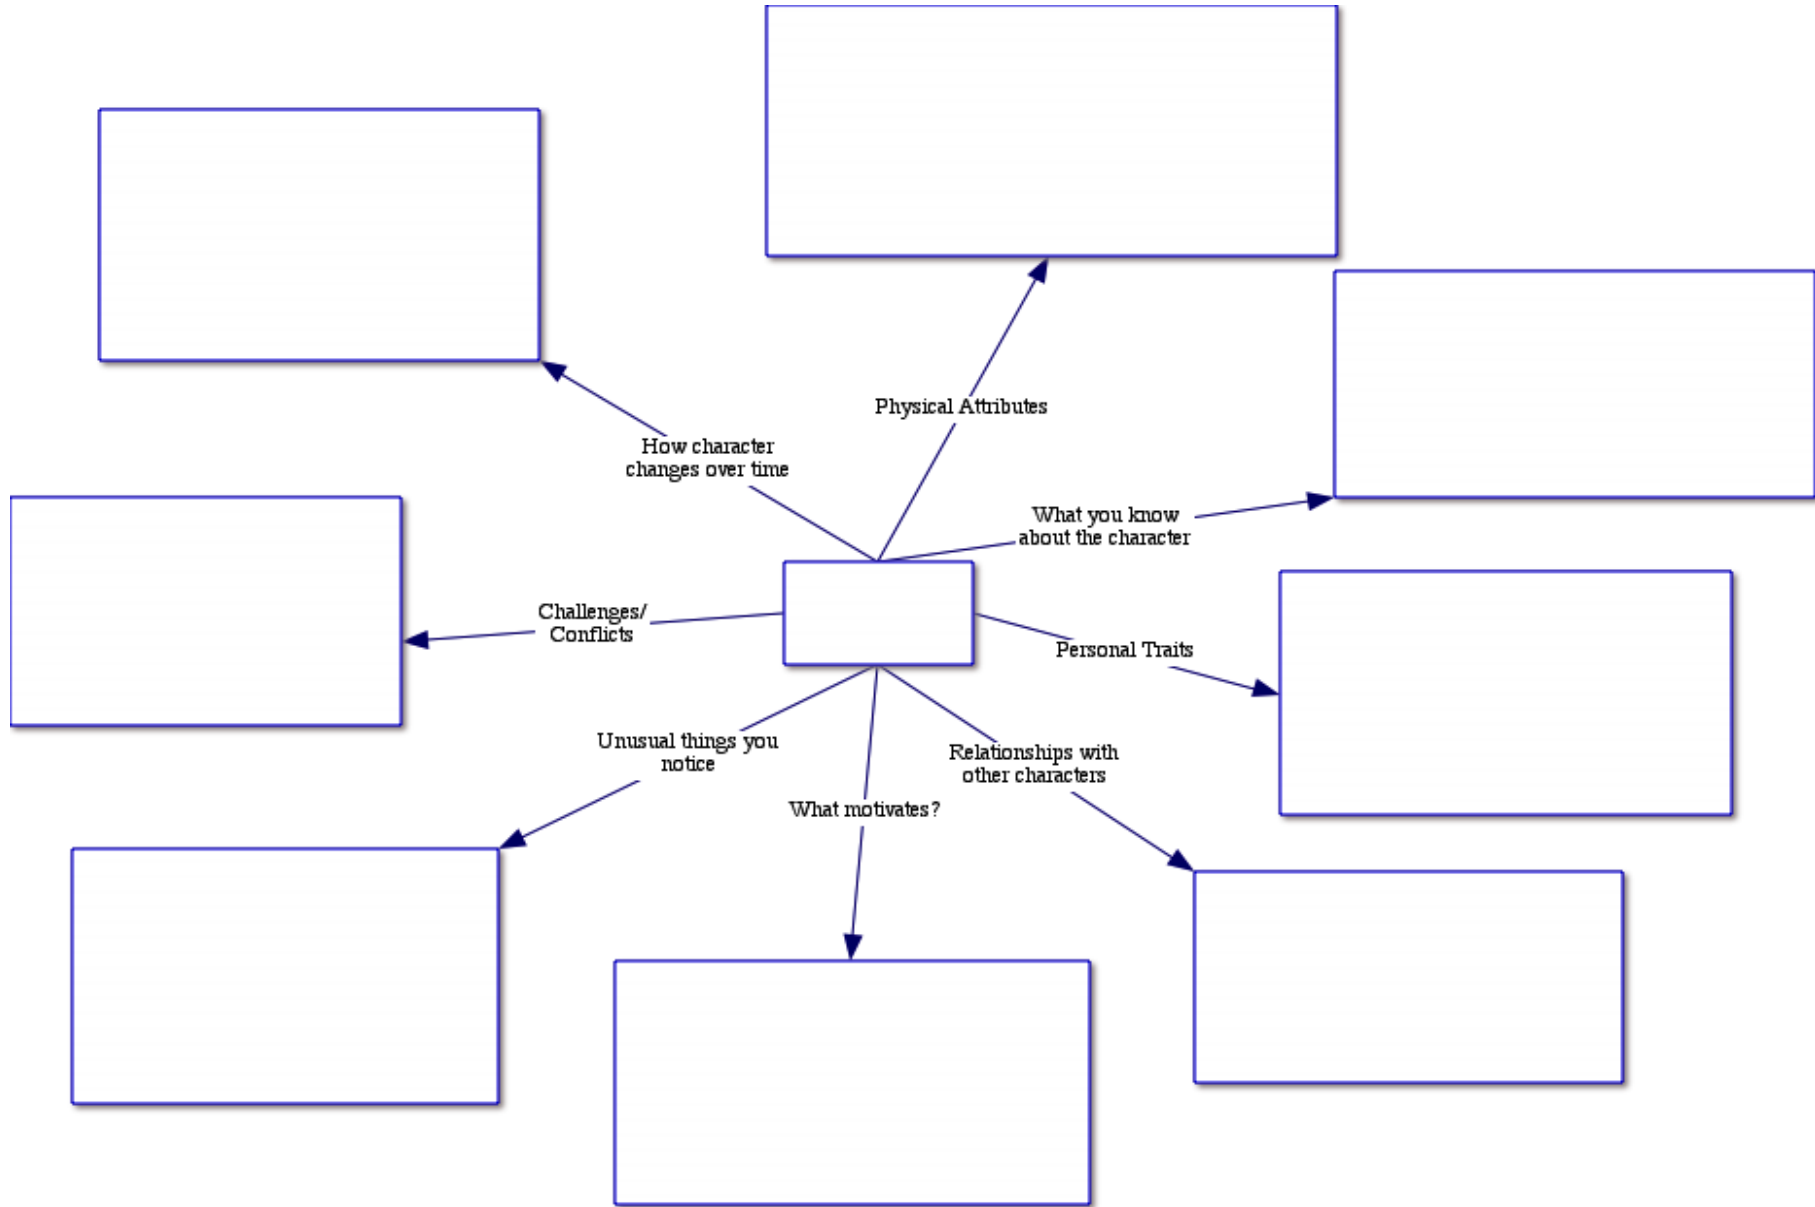 Physical Attributes
How character
changes over time
What you know
about the character
Challenges/
Conflicts
Personal Traits
Unusual things you
notice
Relationships with
other characters
What motivates?